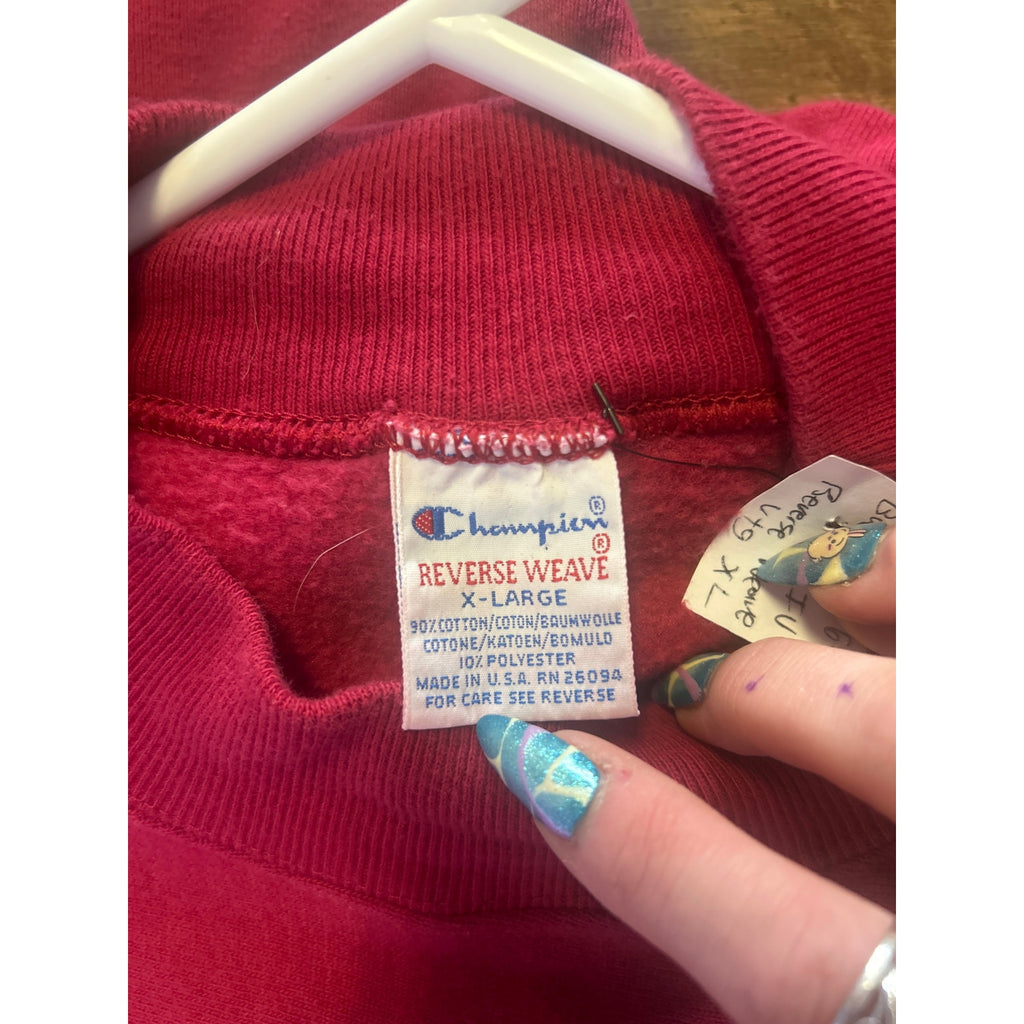 Champion®
®
REVERSE WEAVE
X-LARGE
90% COTTON/COTON/BAUMWOLLE
COTONE/KATOEN/BOMULD
10% POLYESTER
MADE IN U.S.A. RN 26094
FOR CARE SEE REVERSE
Reverse
Vtg XL